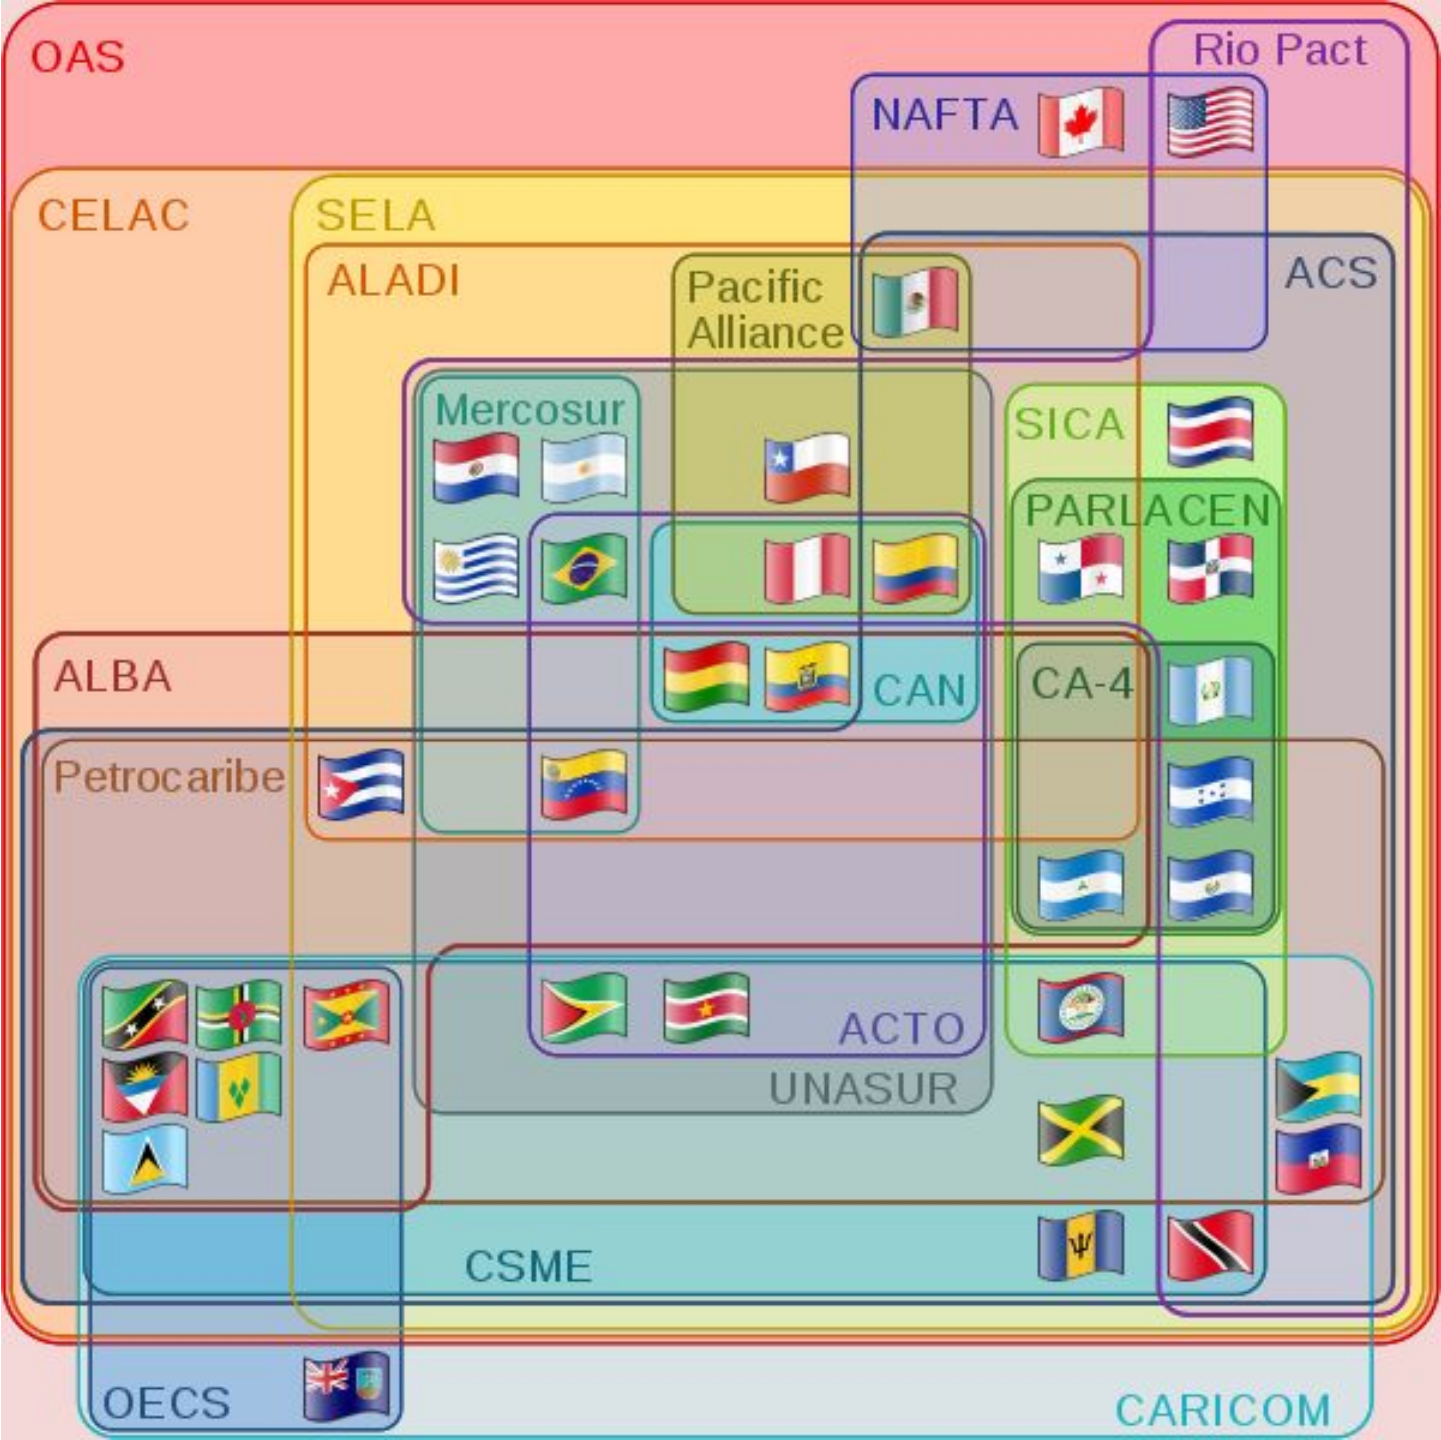 OAS
Rio Pact
NAFTA
CELAC
SELA
ALADI
Pacific
Alliance
ACS
Mercosur
SICA
PARLACEN
ALBA
CAN
CA-4
Petrocaribe
ACTO
UNASUR
CSME
OECS
CARICOM